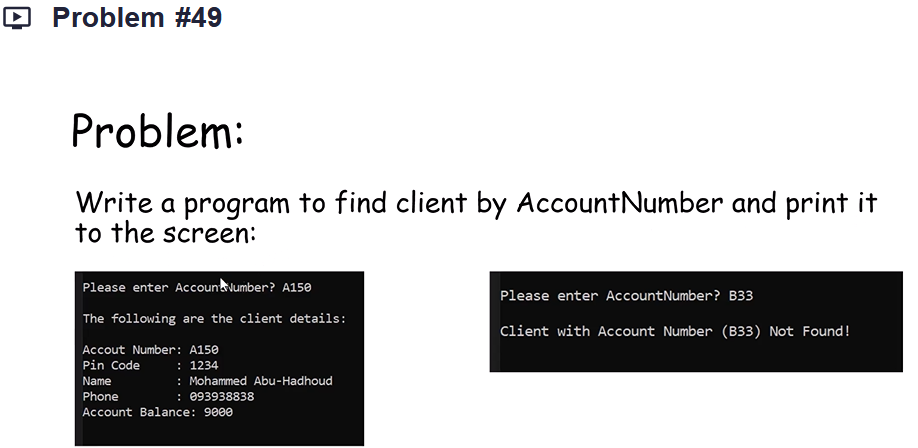 Problem #49
Problem:
Write a program to find client by AccountNumber and print it
to the screen:
Please enter AccountNumber? A150
The following are the client details:
Accout Number: A150
Pin Code     : 1234
Name         : Mohammed Abu-Hadhoud
Phone        : 093938838
Account Balance: 9000
Please enter AccountNumber? B33
Client with Account Number (B33) Not Found!